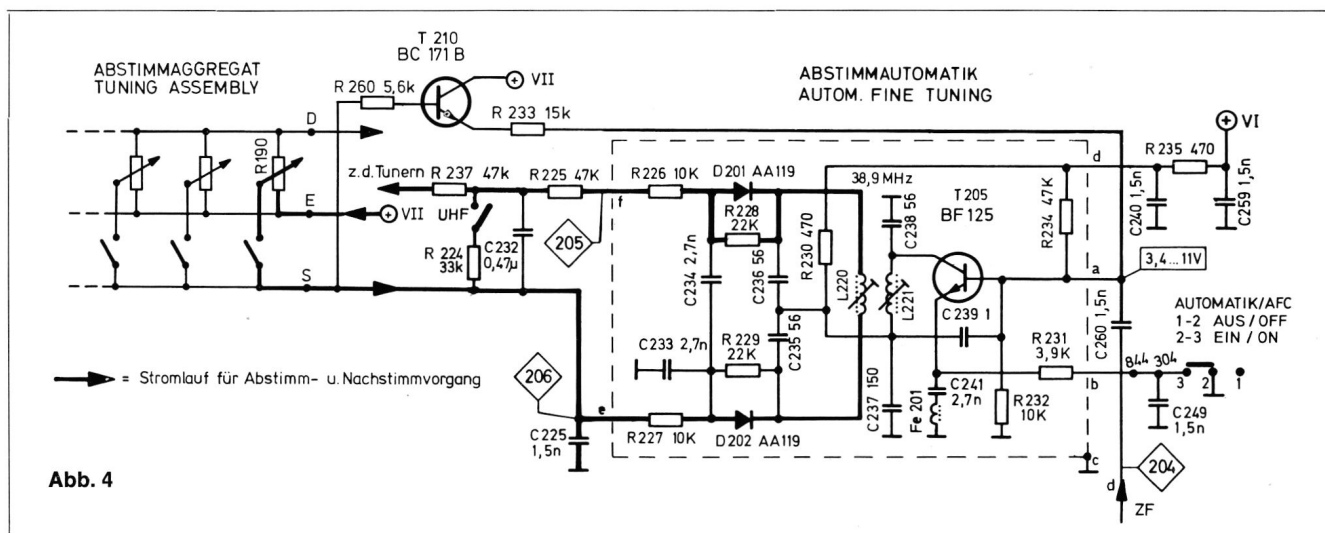 T 210
BC 171 B
ABSTIMMAGGREGAT
TUNING ASSEMBLY
R 260 5,6k
VII
R 233 15k
ABSTIMMAUTOMATIK
AUTOM. FINE TUNING
VI
D
R190
z.d.Tunern
R 237 47k
R 225 47K
f
R 226 10K
D201 AA119
38,9 MHz
d
R 235 470
C240 1,5n
C259 1,5n
E
VII
UHF
R 224
33k
C232
0,47µ
205
R 228
22K
R 230 470
C238 56
T 205
BF 125
R 234 47K
C234 2,7n
C236 56
L220
L221
a
3,4...11V
S
C239 1
C260 1,5n
AUTOMATIK/AFC
1-2 AUS/OFF
2-3 EIN/ON
C233 2,7n
R 229
22K
C235 56
R 231
3,9K
844 304
3 2 1
= Stromlauf für Abstimm- u. Nachstimmvorgang
206
e
C 241
2,7n
b
C 225
1,5n
R227 10K
D202 AA119
C237 150
Fe 201
R 232
10K
C249
1,5n
c
204
d
ZF
Abb. 4